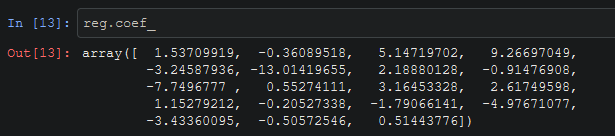 In [13]: reg.coef_
Out[13]: array([  1.53709919,  -0.36089518,   5.14719702,   9.26697049,
-3.24587936, -13.01419655,   2.18880128,  -0.91476908,
-7.7496777 ,   0.55274111,   3.16453328,   2.61749598,
1.15279212,  -0.20527338,  -1.79066141,  -4.97671077,
-3.43360095,  -0.50572546,   0.51443776])